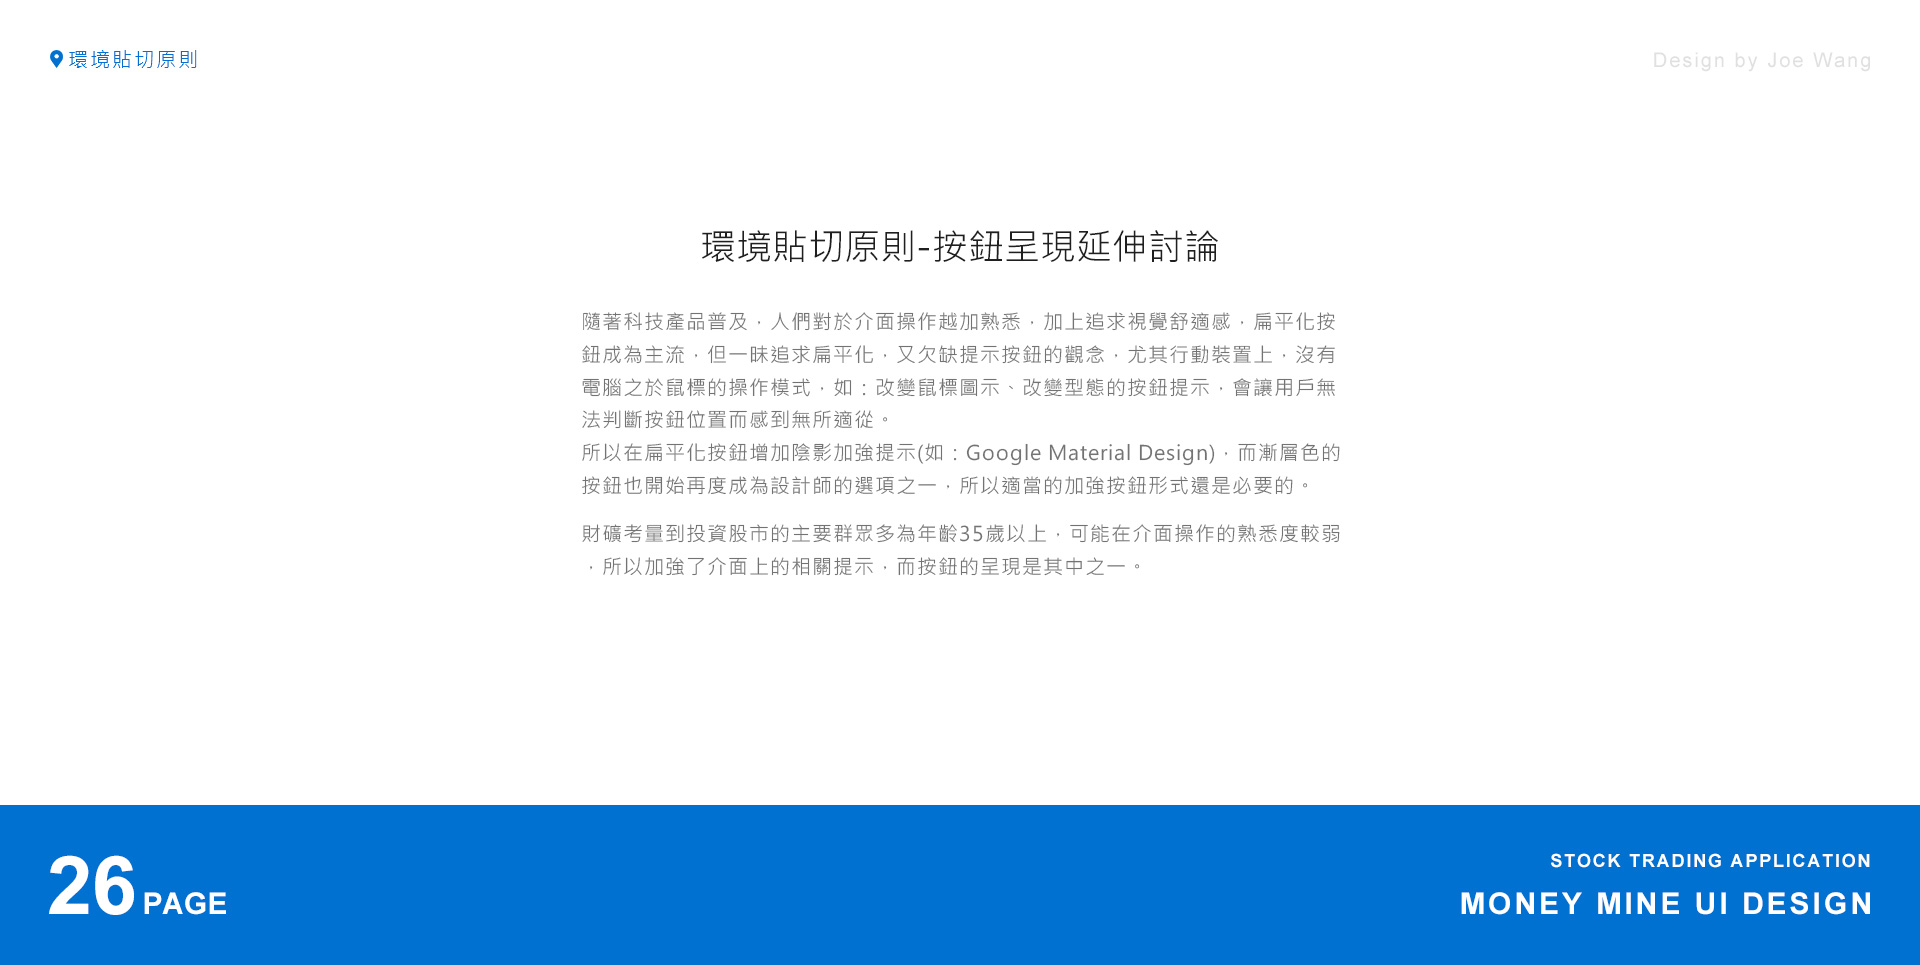 環境貼切原則
Design by Joe Wang
環境貼切原則-按鈕呈現延伸討論
隨著科技產品普及，人們對於介面操作越加熟悉，加上追求視覺舒適感，扁平化按
鈕成為主流，但一昧追求扁平化，又欠缺提示按鈕的觀念，尤其行動裝置上，沒有
電腦之於鼠標的操作模式，如：改變鼠標圖示、改變型態的按鈕提示，會讓用戶無
法判斷按鈕位置而感到無所適從。
所以在扁平化按鈕增加陰影加強提示(如：Google Material Design)，而漸層色的
按鈕也開始再度成為設計師的選項之一，所以適當的加強按鈕形式還是必要的。
財礦考量到投資股市的主要群眾多為年齡35歲以上，可能在介面操作的熟悉度較弱
，所以加強了介面上的相關提示，而按鈕的呈現是其中之一。
26 PAGE
STOCK TRADING APPLICATION
MONEY MINE UI DESIGN